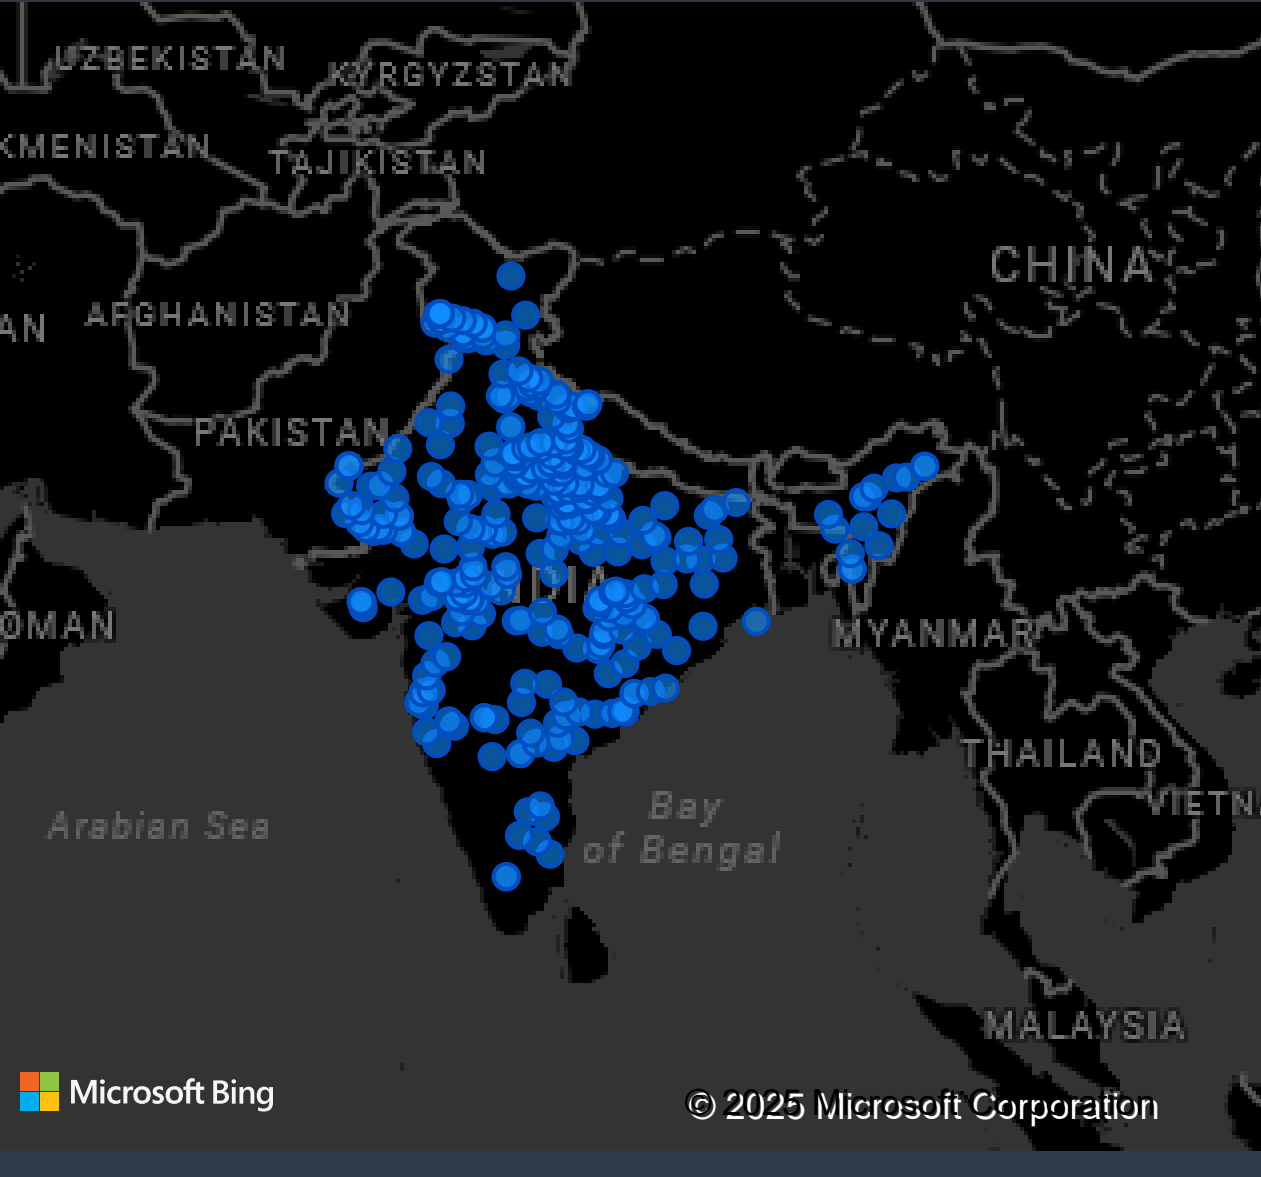 UZBEKISTAN
KYRGYZSTAN
KMENISTAN
TAJIKISTAN
CHINA
AFGHANISTAN
AN
PAKISTAN
DIA
OMAN
MYANMAR
THAILAND
VIETN
Arabian Sea
Bay
of Bengal
MALAYSIA
Microsoft Bing
© 2025 Microsoft Corporation